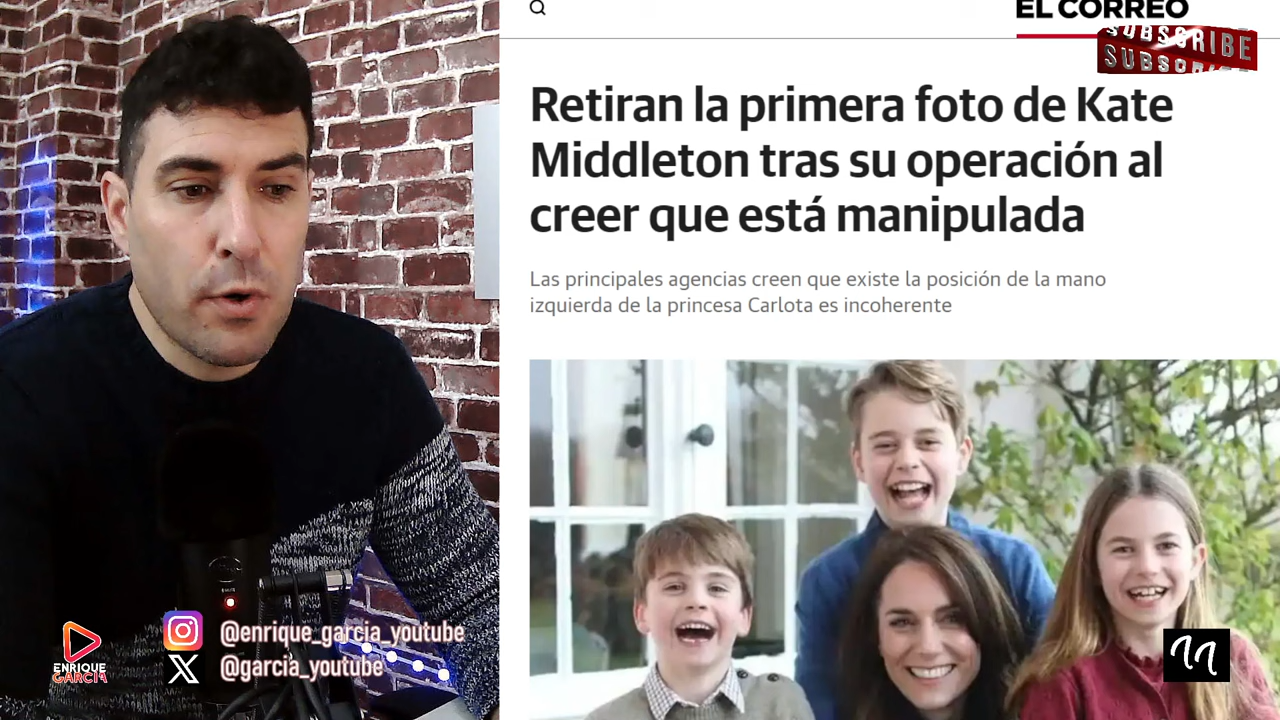 EL CORREO
SUBSCRIBE
SUBSCRIBE
Retiran la primera foto de Kate
Middleton tras su operación al
creer que está manipulada
Las principales agencias creen que existe la posición de la mano
izquierda de la princesa Carlota es incoherente
@enrique_garcia_youtube
@garcia_youtube
ENRIQUE
GARCIA